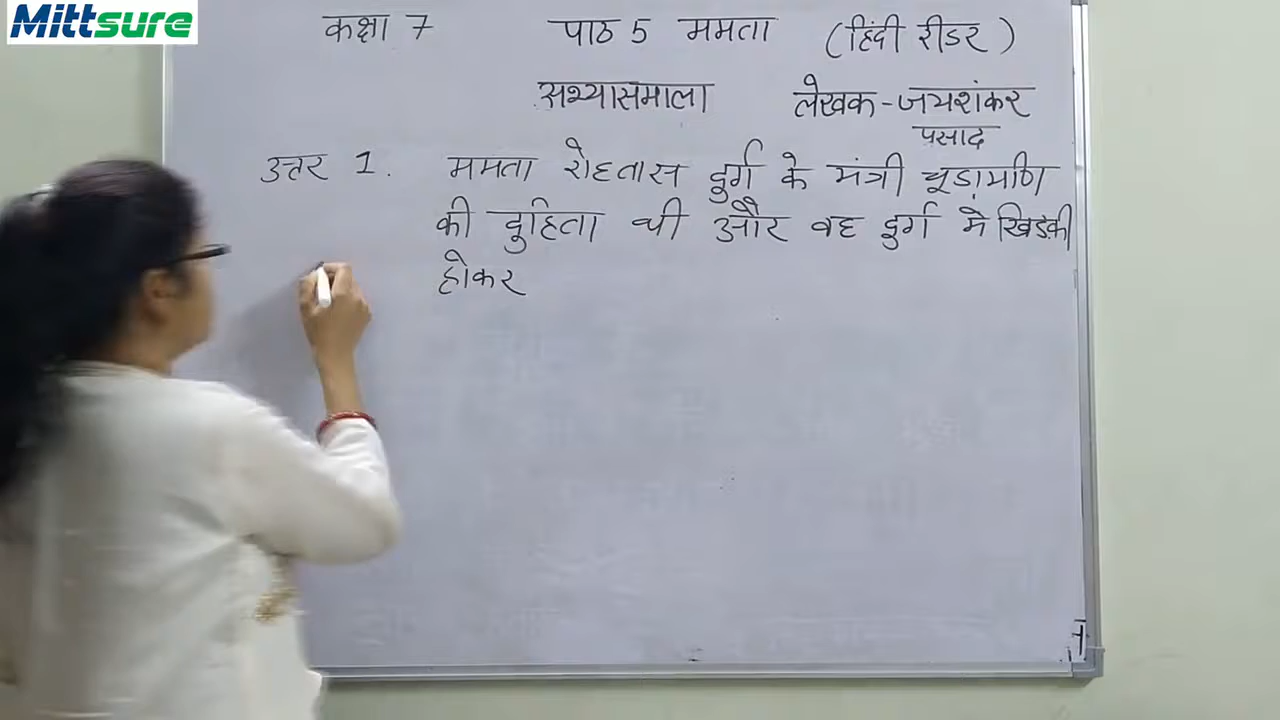 Mittsure
कक्षा 7 पाठ 5 ममता (हिंदी रीडर)
सभ्यासमाला लेखक-जयशंकर
प्रसाद
उत्तर 1. ममता रोहतास दुर्ग के मंत्री चूड़ामणि
की दुहिता थी और वह दुर्ग मे खिड़की
होकर